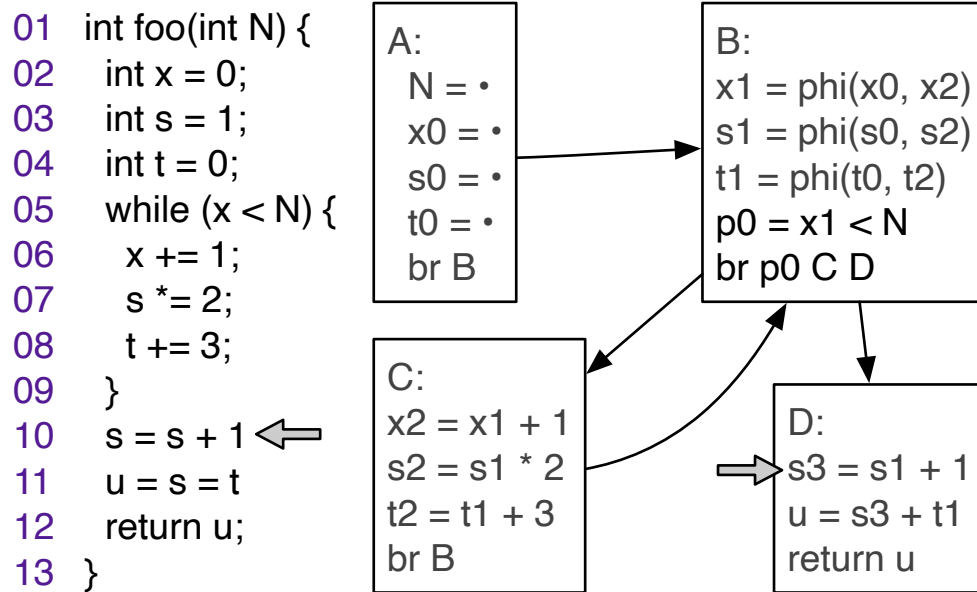 01 int foo(int N) {
02 int x = 0;
03 int s = 1;
04 int t = 0;
05 while (x < N) {
06 x += 1;
07 s *= 2;
08 t += 3;
09 }
10 s = s + 1
11 u = s = t
12 return u;
13 }
A:
N = •
x0 = •
s0 = •
t0 = •
br B
B:
x1 = phi(x0, x2)
s1 = phi(s0, s2)
t1 = phi(t0, t2)
p0 = x1 < N
br p0 C D
C:
x2 = x1 + 1
s2 = s1 * 2
t2 = t1 + 3
br B
D:
s3 = s1 + 1
u = s3 + t1
return u